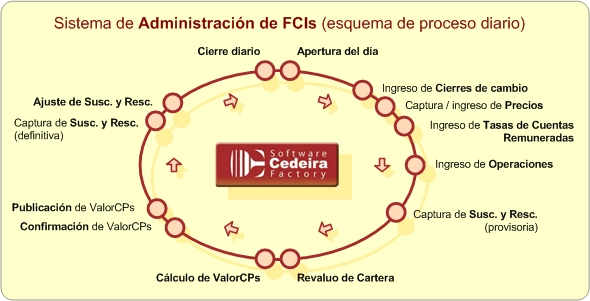 Sistema de Administración de FCIs (esquema de proceso diario)
Cierre diario
Apertura del día
Ingreso de Cierres de cambio
Captura / ingreso de Precios
Ingreso de Tasas de Cuentas
Remuneradas
Ingreso de Operaciones
Captura de Susc. y Resc.
(provisoria)
Revaluo de Cartera
Cálculo de ValorCPs
Confirmación de ValorCPs
Publicación de ValorCPs
Captura de Susc. y Resc.
(definitiva)
Ajuste de Susc. y Resc.
Software
Cedeira
Factory